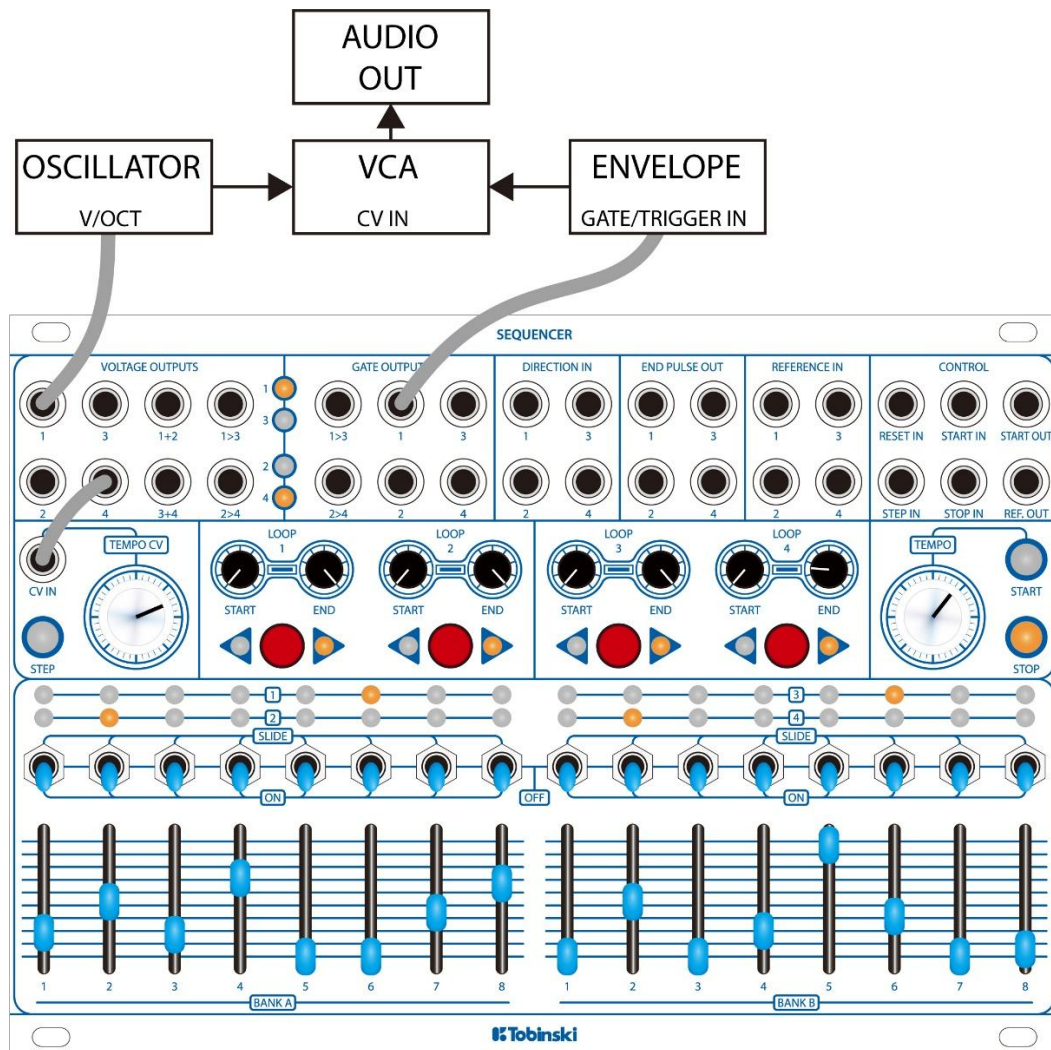 AUDIO
OUT
OSCILLATOR
V/OCT
VCA
CV IN
ENVELOPE
GATE/TRIGGER IN
SEQUENCER
VOLTAGE OUTPUTS
GATE OUTPUT
DIRECTION IN
END PULSE OUT
REFERENCE IN
CONTROL
1 3 1+2 1>3
1
3
1>3 1 3
1 3
1 3
1 3
RESET IN START IN START OUT
2 4 3+4 2>4
2
4
2>4 2 4
2 4
2 4
2 4
STEP IN STOP IN REF. OUT
TEMPO CV
CV IN
STEP
LOOP
1
START END
LOOP
2
START END
LOOP
3
START END
LOOP
4
START END
TEMPO
START
STOP
1
2
3
4
SLIDE
ON
OFF
SLIDE
ON
1 2 3 4 5 6 7 8
BANK A
1 2 3 4 5 6 7 8
BANK B
Tobinski